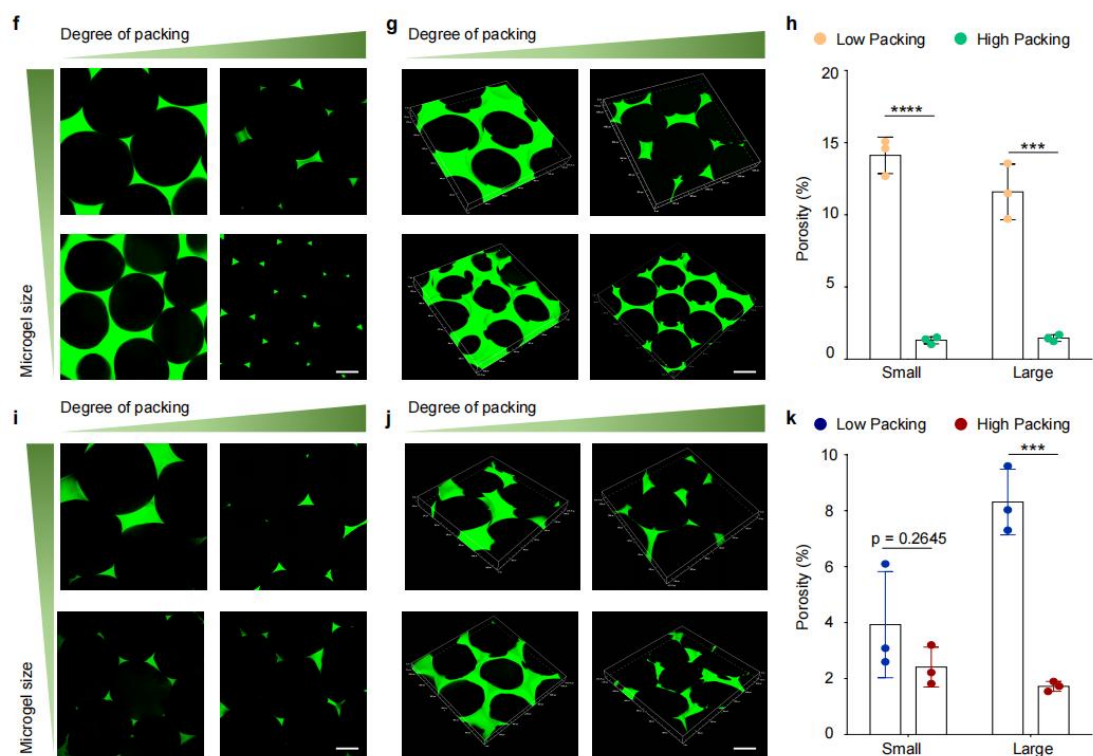 f
Degree of packing
Microgel size
g
Degree of packing
h
Low Packing
High Packing
Porosity (%)
20
15
10
5
0
****
***
Small
Large
i
Degree of packing
Microgel size
j
Degree of packing
k
Low Packing
High Packing
Porosity (%)
10
8
6
4
2
0
p = 0.2645
***
Small
Large